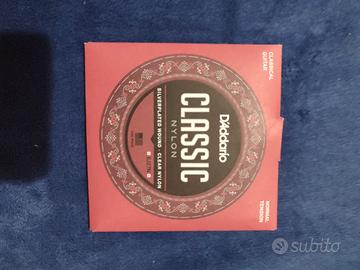 CLASSICAL
GUITAR
D'Addario
CLASSIC
NYLON
SILVERPLATED WOUND • CLEAR NYLON
NORMAL
TENSION
subito